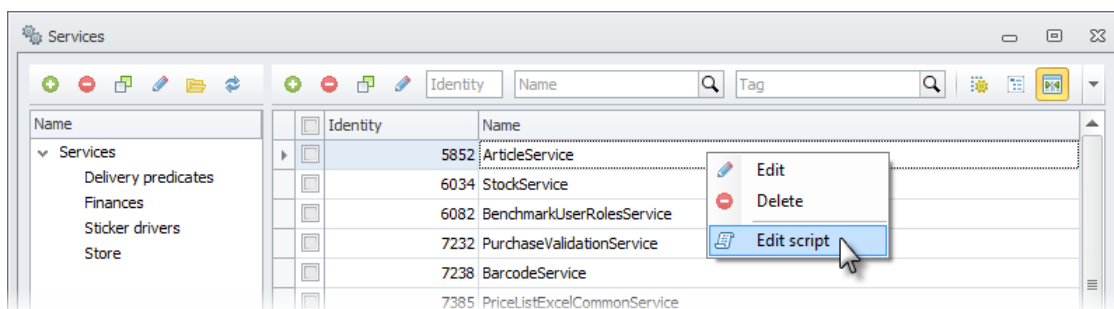 Services
Identity Name Tag
Name
Services
Delivery predicates
Finances
Sticker drivers
Store
Identity Name
5852 ArticleService
6034 StockService
6082 BenchmarkUserRolesService
7232 PurchaseValidationService
7238 BarcodeService
7385 PriceListExcelCommonService
Edit
Delete
Edit script